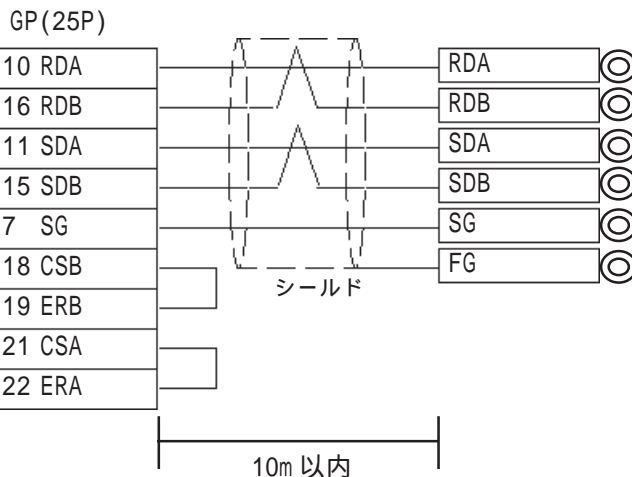 GP(25P)
10 RDA
16 RDB
11 SDA
15 SDB
7 SG
18 CSB
19 ERB
21 CSA
22 ERA
RDA
RDB
SDA
SDB
SG
FG
シールド
10m 以内